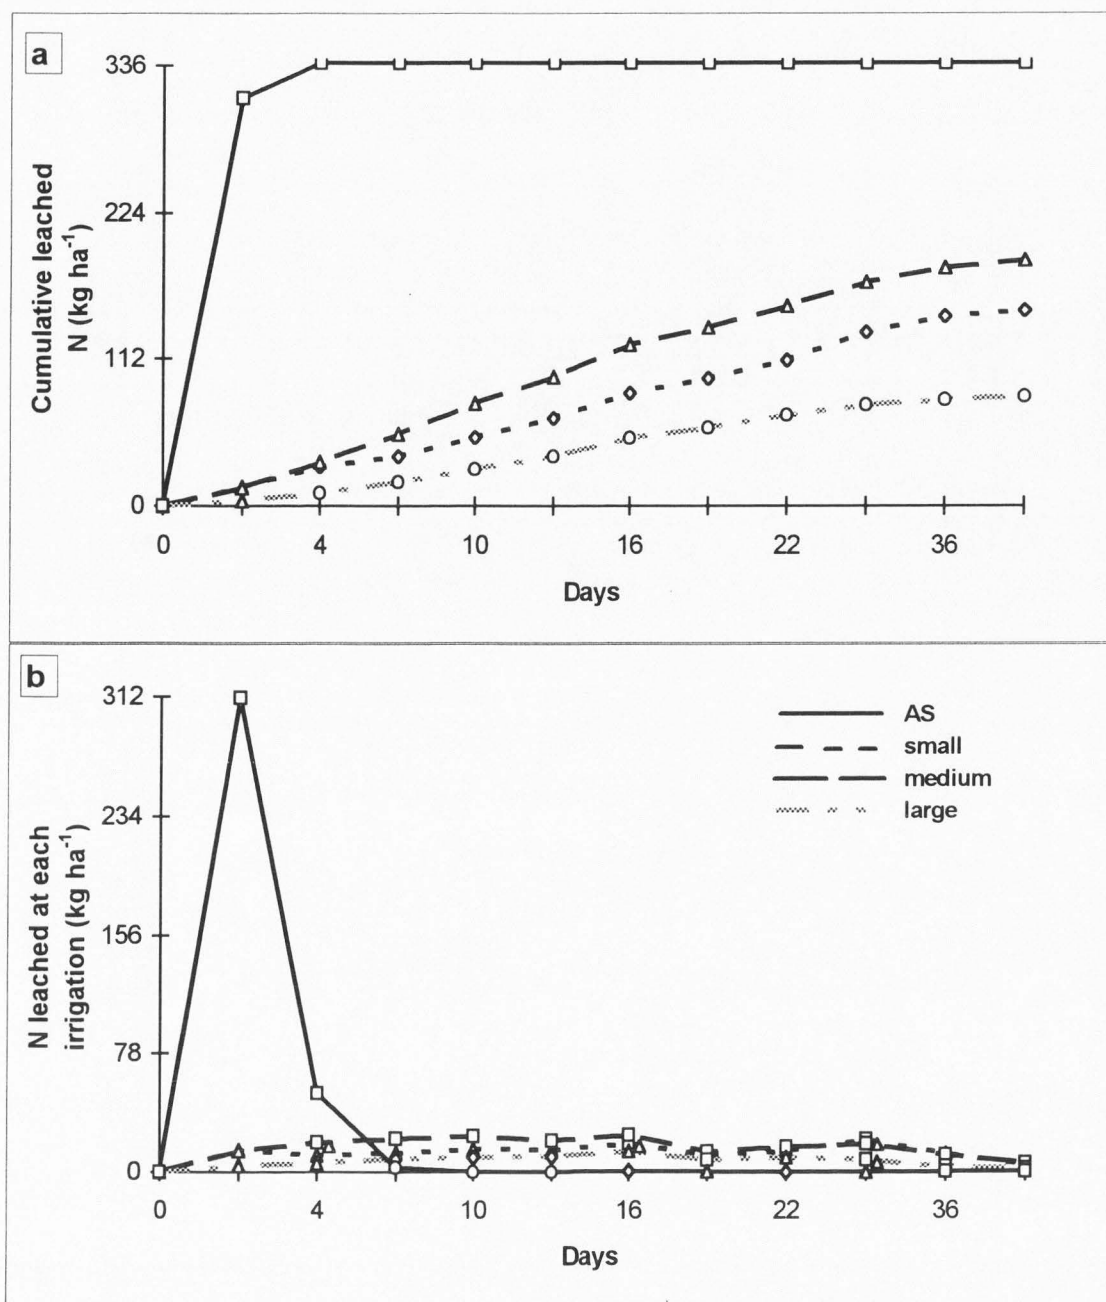 a
336
224
112
0
Cumulative leached
N (kg ha⁻¹)
0 4 10 16 22 36
Days
b
312
234
156
78
0
N leached at each
irrigation (kg ha⁻¹)
AS
small
medium
large
0 4 10 16 22 36
Days